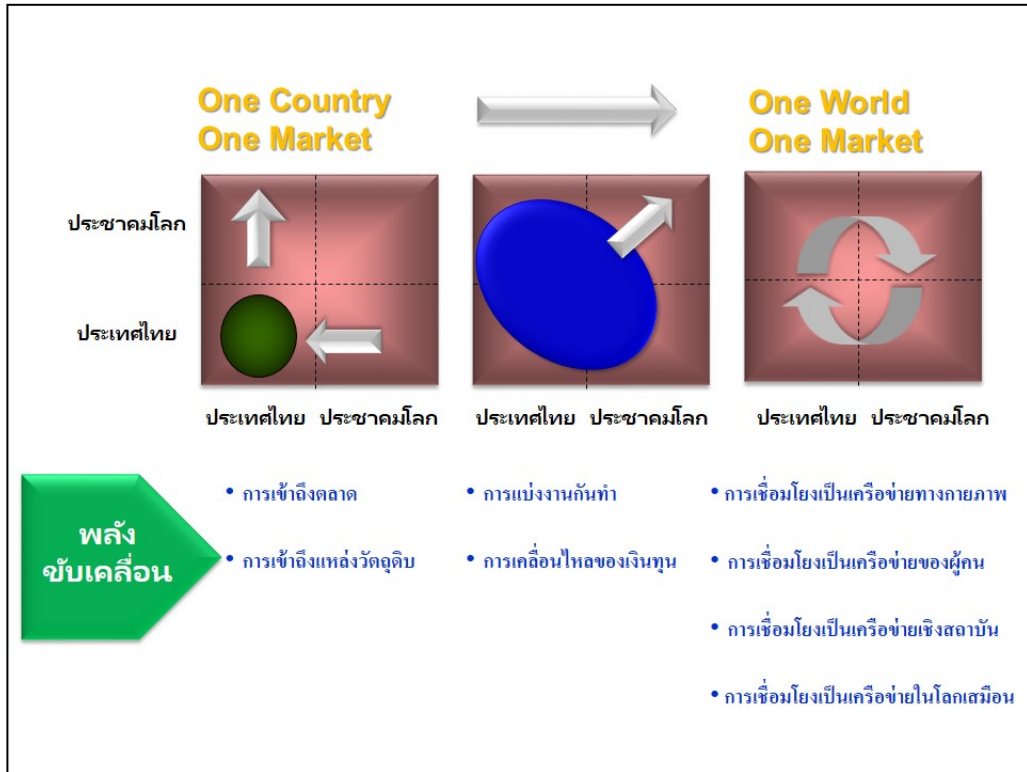 One Country
One Market
One World
One Market
ประชาคมโลก
ประเทศไทย
ประเทศไทย ประชาคมโลก
ประเทศไทย ประชาคมโลก
ประเทศไทย ประชาคมโลก
พลัง
ขับเคลื่อน
• การเข้าถึงตลาด
• การเข้าถึงแหล่งวัตถุดิบ
• การแบ่งงานกันทำ
• การเคลื่อนไหลของเงินทุน
• การเชื่อมโยงเป็นเครือข่ายทางกายภาพ
• การเชื่อมโยงเป็นเครือข่ายของผู้คน
• การเชื่อมโยงเป็นเครือข่ายเชิงสถาบัน
• การเชื่อมโยงเป็นเครือข่ายในโลกเสมือน